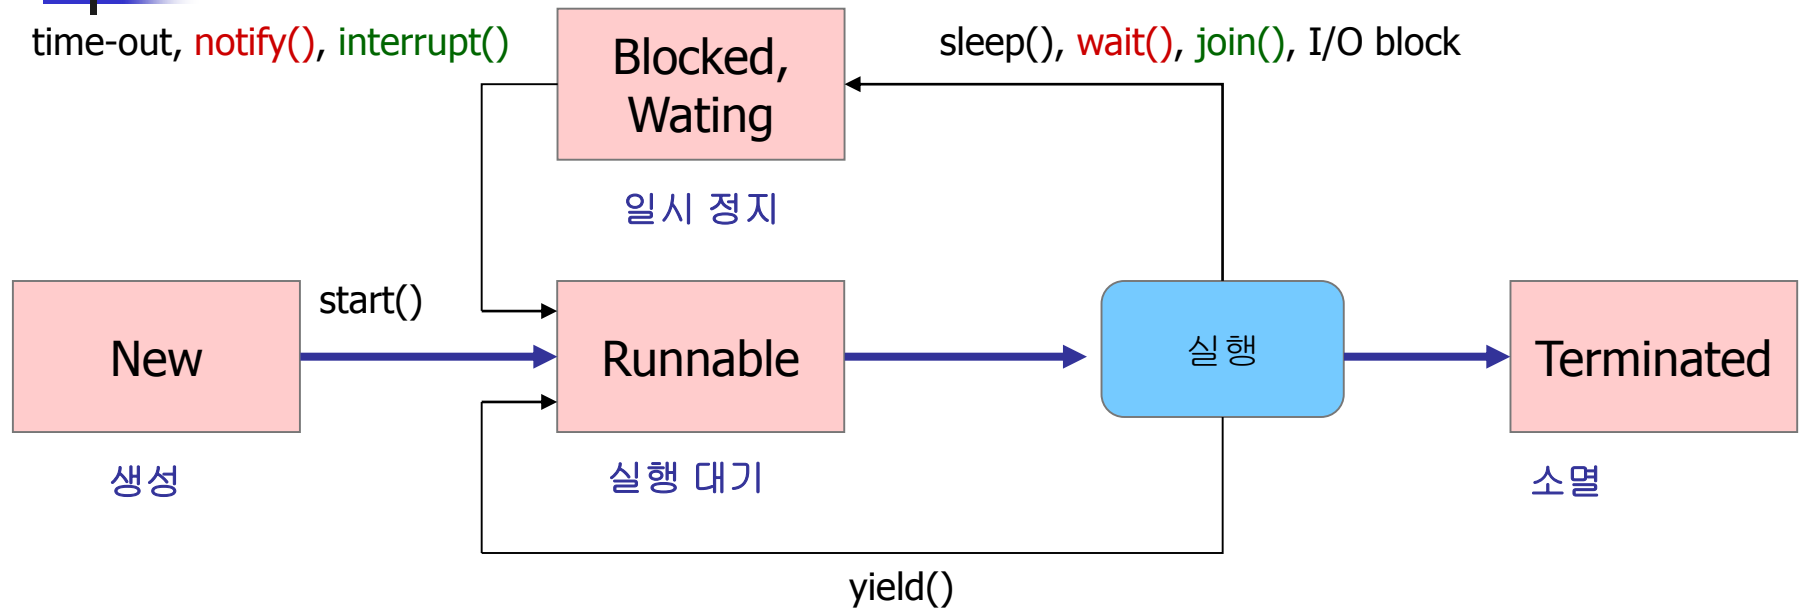 time-out, notify(), interrupt()
Blocked,
Wating
sleep(), wait(), join(), I/O block
일시 정지
New
start()
Runnable
실행
Terminated
생성
실행 대기
소멸
yield()